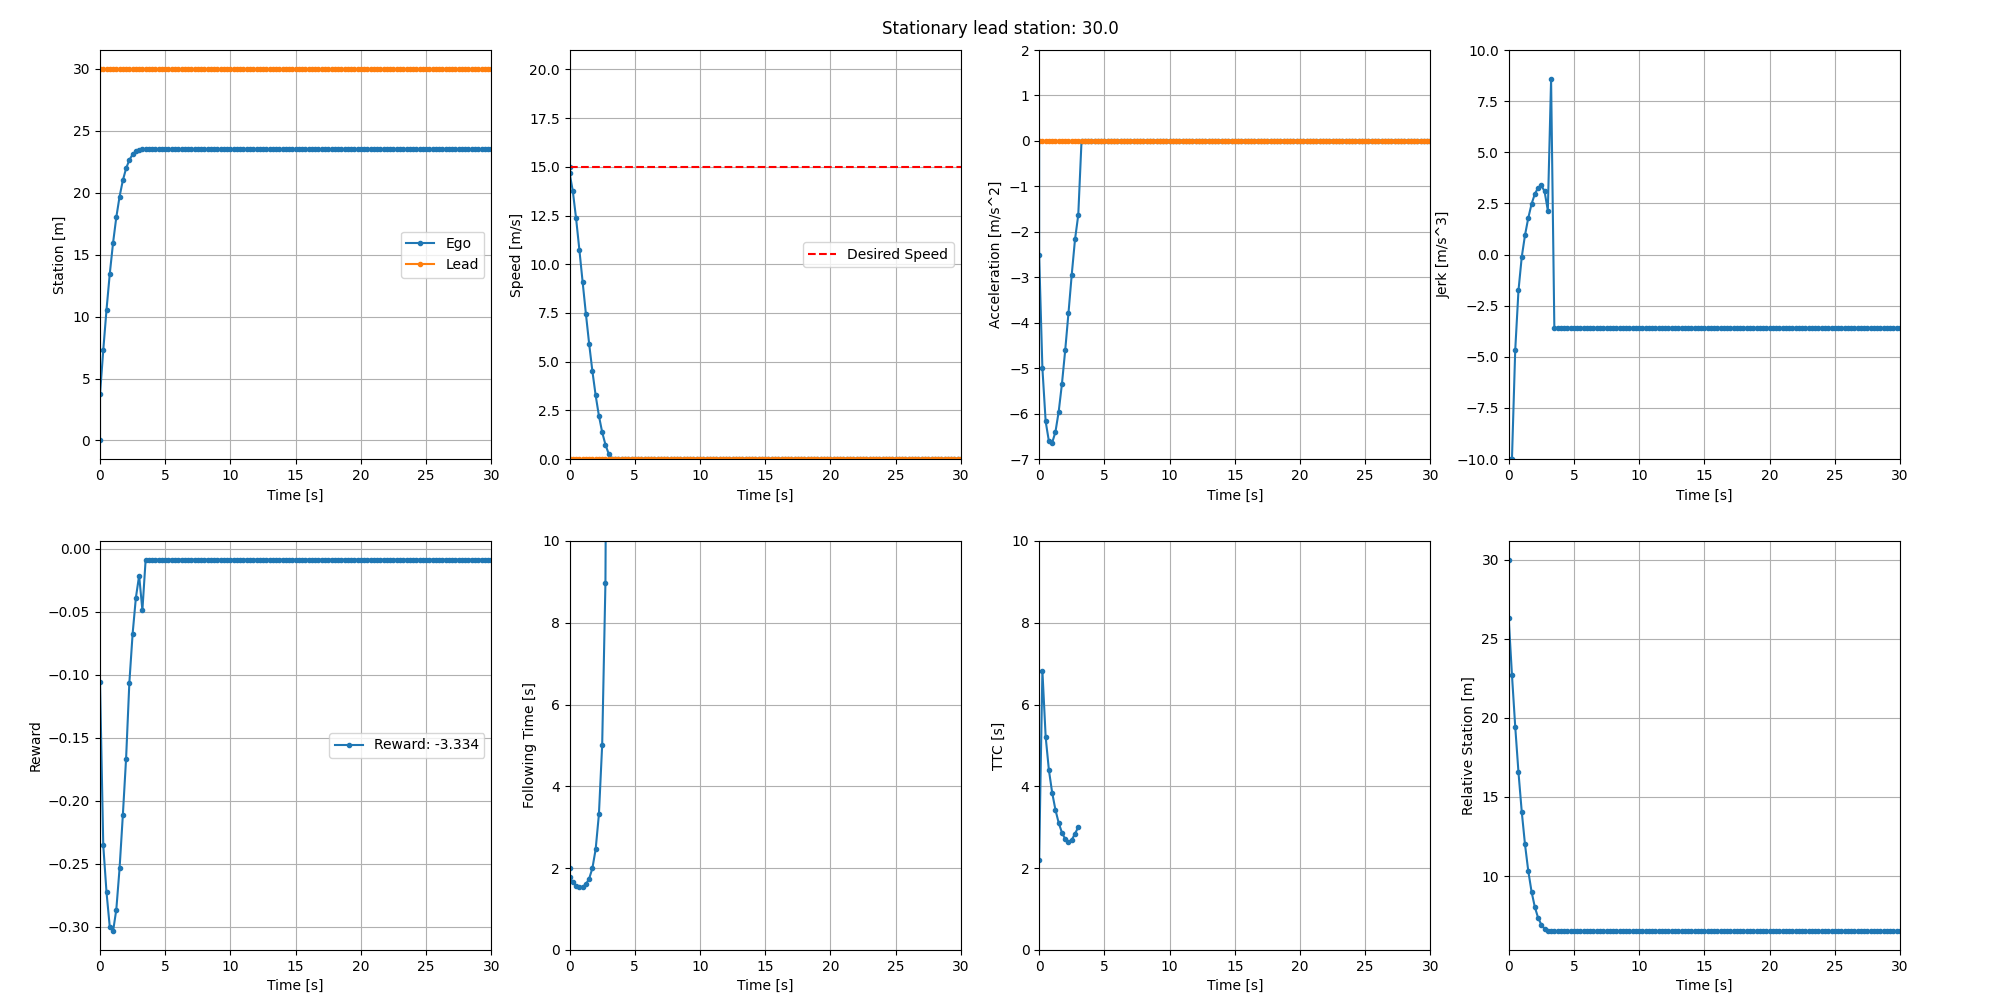 Stationary lead station: 30.0
Station [m]
30
25
20
15
10
5
0
Ego
Lead
0 5 10 15 20 25 30
Time [s]
Speed [m/s]
20.0
17.5
15.0
12.5
10.0
7.5
5.0
2.5
0.0
Desired Speed
0 5 10 15 20 25 30
Time [s]
Acceleration [m/s^2]
2
1
0
−1
−2
−3
−4
−5
−6
−7
0 5 10 15 20 25 30
Time [s]
Jerk [m/s^3]
10.0
7.5
5.0
2.5
0.0
−2.5
−5.0
−7.5
−10.0
0 5 10 15 20 25 30
Time [s]
Reward
0.00
−0.05
−0.10
−0.15
−0.20
−0.25
−0.30
Reward: -3.334
0 5 10 15 20 25 30
Time [s]
Following Time [s]
10
8
6
4
2
0
0 5 10 15 20 25 30
Time [s]
TTC [s]
10
8
6
4
2
0
0 5 10 15 20 25 30
Time [s]
Relative Station [m]
30
25
20
15
10
0 5 10 15 20 25 30
Time [s]